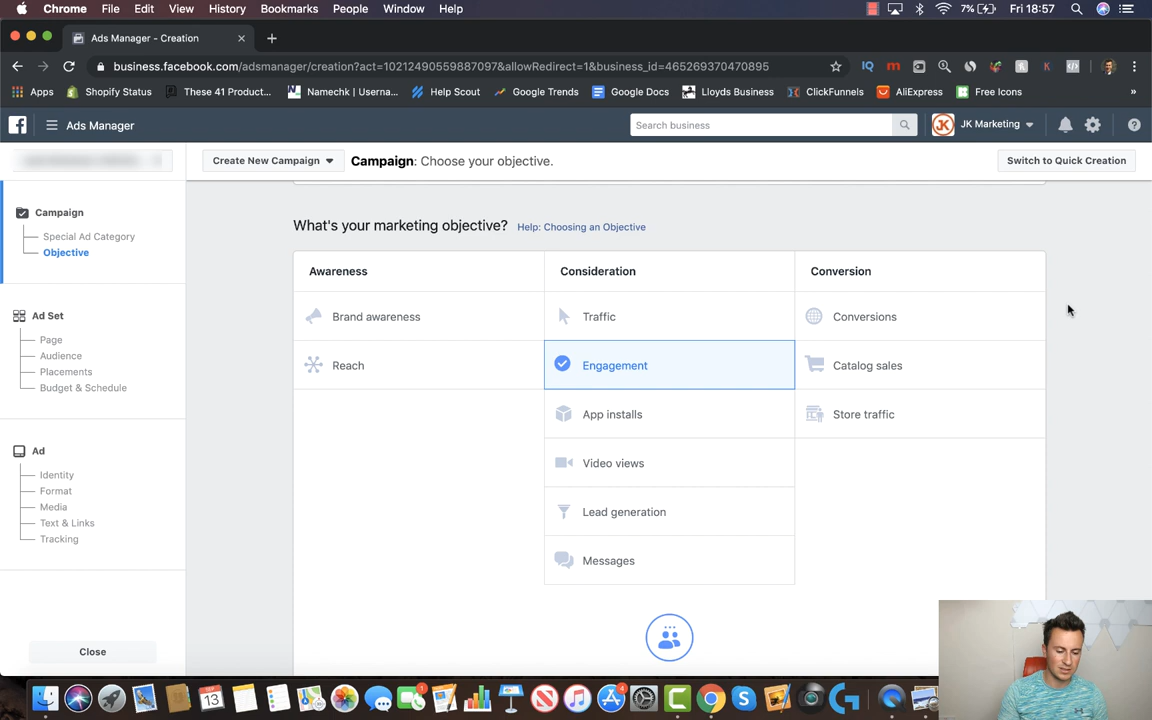 Chrome File Edit View History Bookmarks People Window Help 7% Fri 18:57
Ads Manager - Creation
business.facebook.com/adsmanager/creation?act=10212490559887097&allowRedirect=1&business_id=465269370470895
Apps Shopify Status These 41 Product... Namechk | Userna... Help Scout Google Trends Google Docs Lloyds Business ClickFunnels AliExpress Free Icons »
Ads Manager Search business JK Marketing
Create New Campaign Campaign: Choose your objective. Switch to Quick Creation
Campaign
Special Ad Category
Objective
Ad Set
Page
Audience
Placements
Budget & Schedule
Ad
Identity
Format
Media
Text & Links
Tracking
Close
What's your marketing objective? Help: Choosing an Objective
Awareness Consideration Conversion
Brand awareness Traffic Conversions
Reach Engagement Catalog sales
App installs Store traffic
Video views
Lead generation
Messages